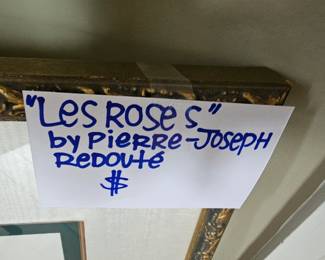 "LES ROSES"
by PIERRE-JOSEPH
REDOUTÉ
$